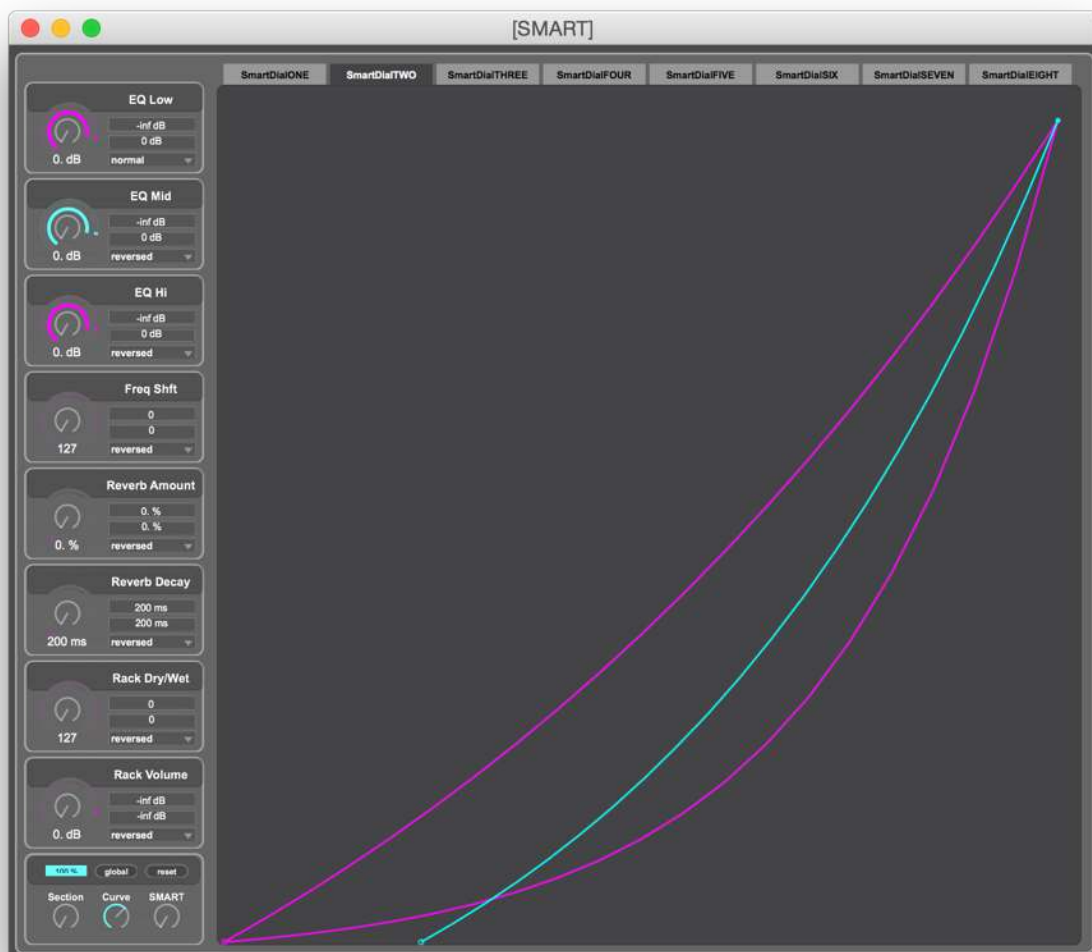 [SMART]
SmartDialONE SmartDialTWO SmartDialTHREE SmartDialFOUR SmartDialFIVE SmartDialSIX SmartDialSEVEN SmartDialEIGHT
EQ Low
-inf dB
0 dB
0. dB normal
EQ Mid
-inf dB
0 dB
0. dB reversed
EQ Hi
-inf dB
0 dB
0. dB reversed
Freq Shft
0
0
127 reversed
Reverb Amount
0. %
0. %
0. % reversed
Reverb Decay
200 ms
200 ms
200 ms reversed
Rack Dry/Wet
0
0
127 reversed
Rack Volume
-inf dB
-inf dB
0. dB reversed
100 % global reset
Section Curve SMART